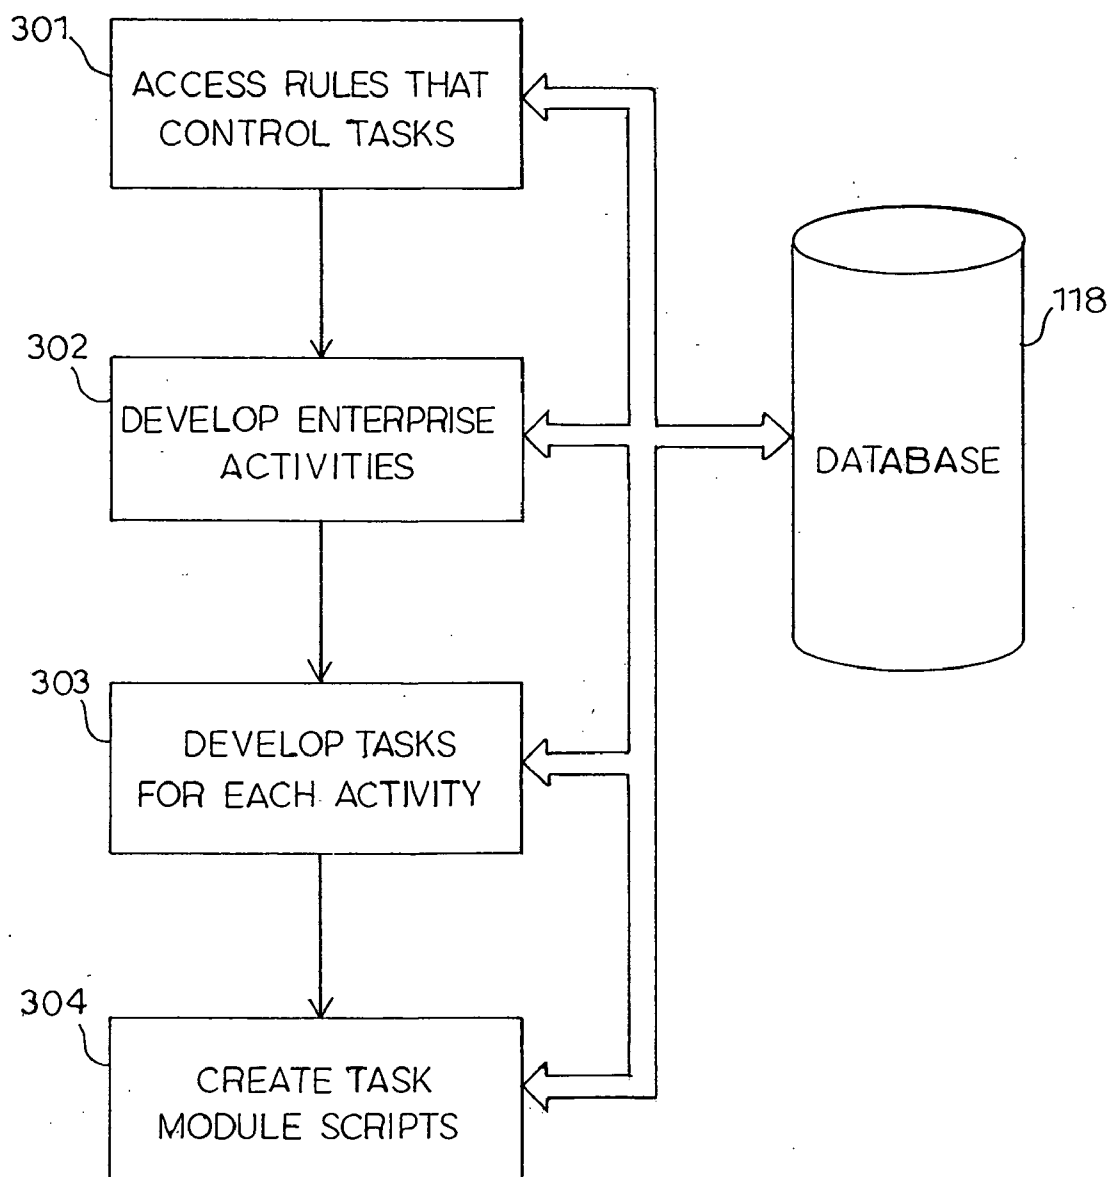 301
ACCESS RULES THAT
CONTROL TASKS
302
DEVELOP ENTERPRISE
ACTIVITIES
118
DATABASE
303
DEVELOP TASKS
FOR EACH ACTIVITY
304
CREATE TASK
MODULE SCRIPTS